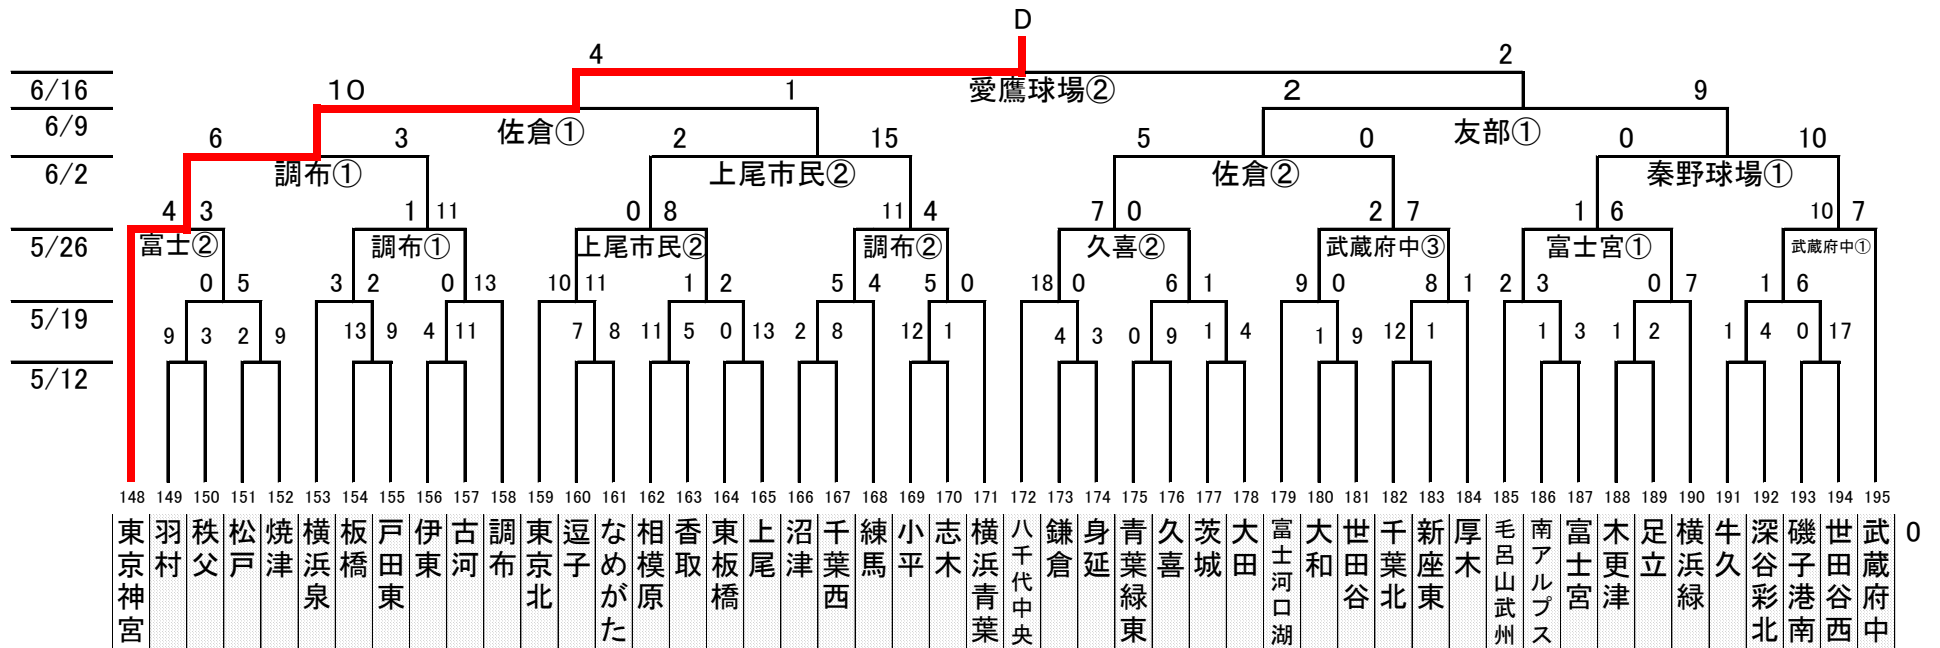 D
4 2
6/16 10 1 愛鷹球場② 2 9
6/9 6 3 佐倉① 2 15 5 0 友部① 0 10
6/2 調布① 上尾市民② 佐倉② 秦野球場①
4 3 1 11 0 8 11 4 7 0 2 7 1 6 10 7
5/26 富士② 調布① 上尾市民② 調布② 久喜② 武蔵府中③ 富士宮① 武蔵府中①
0 5 3 2 0 13 10 11 1 2 5 4 5 0 18 0 6 1 9 0 8 1 2 3 0 7 1 6
5/19 9 3 2 9 13 9 4 11 7 8 11 5 0 13 2 8 12 1 4 3 0 9 1 4 1 9 12 1 1 3 1 2 1 4 0 17
5/12
148 149 150 151 152 153 154 155 156 157 158 159 160 161 162 163 164 165 166 167 168 169 170 171 172 173 174 175 176 177 178 179 180 181 182 183 184 185 186 187 188 189 190 191 192 193 194 195
東京神宮
羽村
秩父
松戸
焼津
横浜泉
板橋
戸田東
伊東
古河
調布
東京北
逗子
なめがた
相模原
香取
東板橋
上尾
沼津
千葉西
練馬
小平
志木
横浜青葉
八千代中央
鎌倉
身延
青葉緑東
久喜
茨城
大田
富士河口湖
大和
世田谷
千葉北
新座東
厚木
毛呂山武州
南アルプス
富士宮
木更津
足立
横浜緑
牛久
深谷彩北
磯子港南
世田谷西
武蔵府中
0